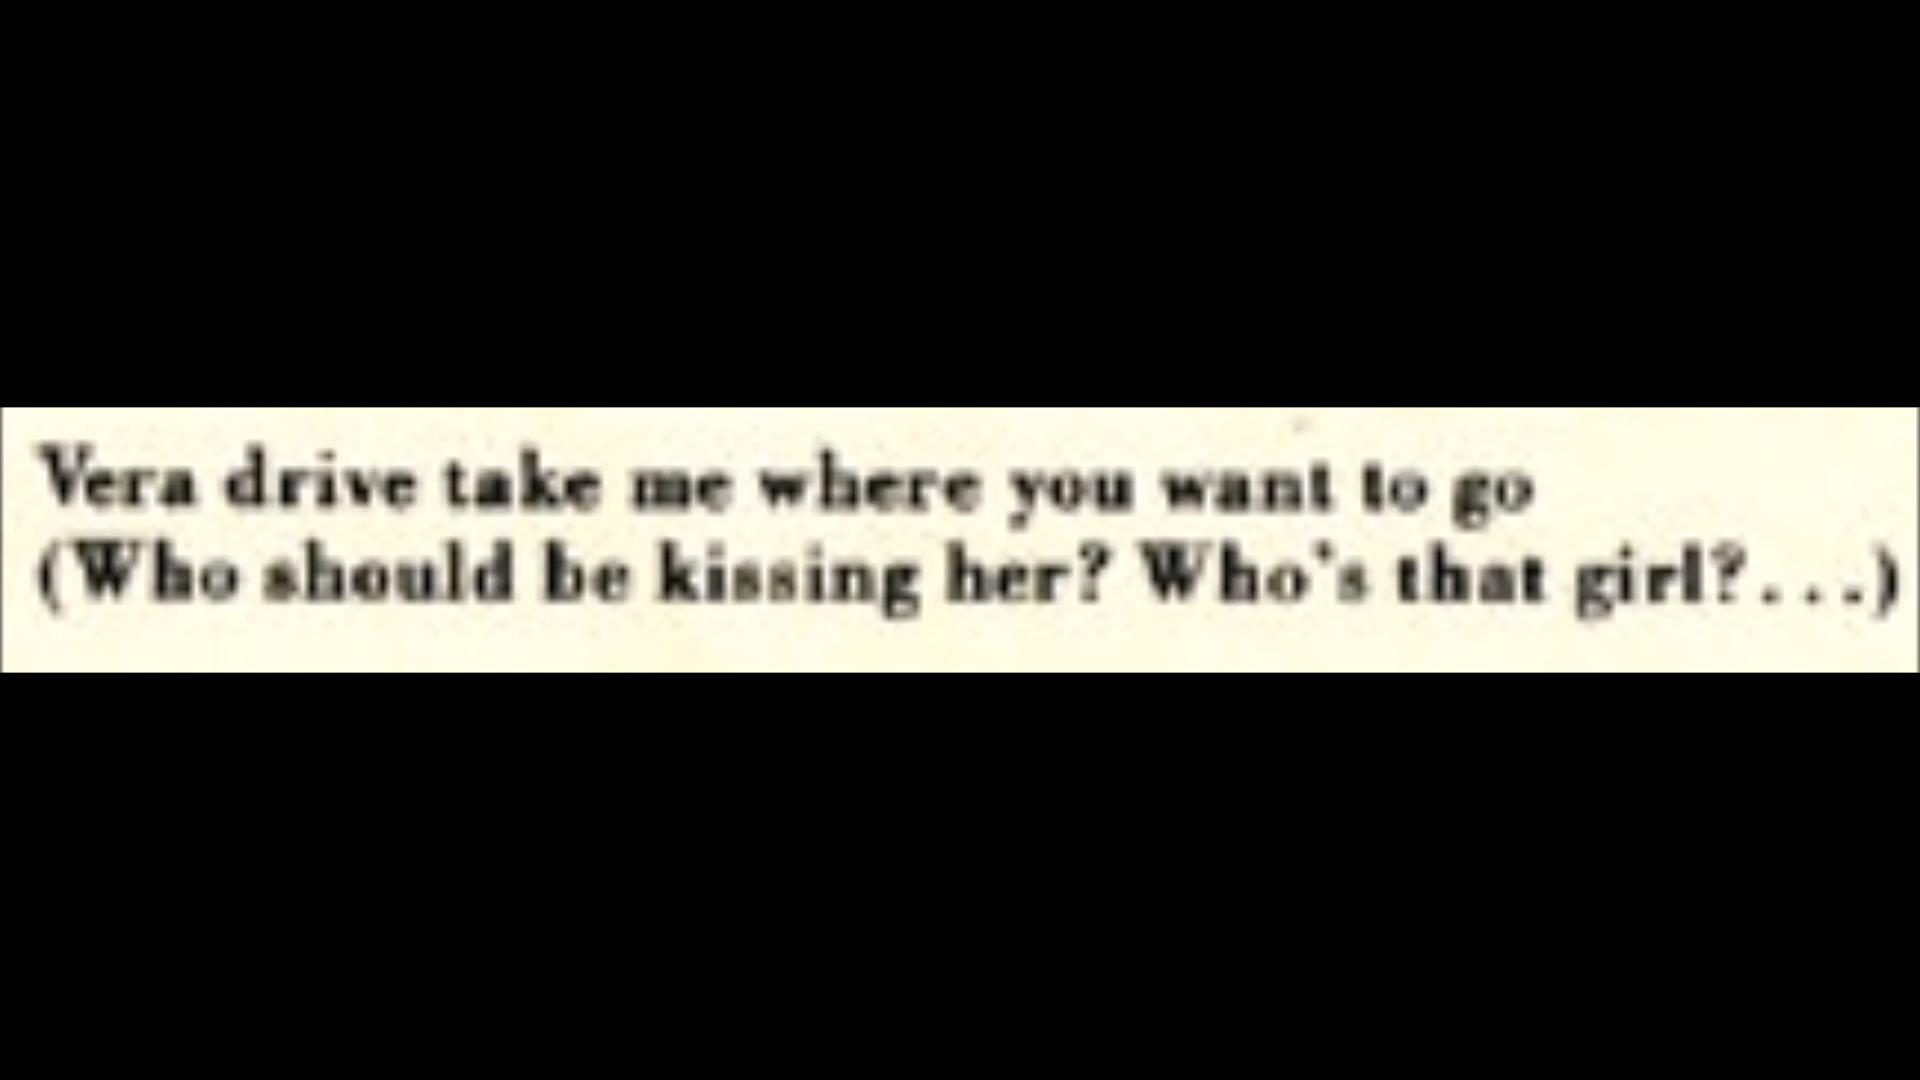 Vera drive take me where you want to go
(Who should be kissing her? Who's that girl?...)